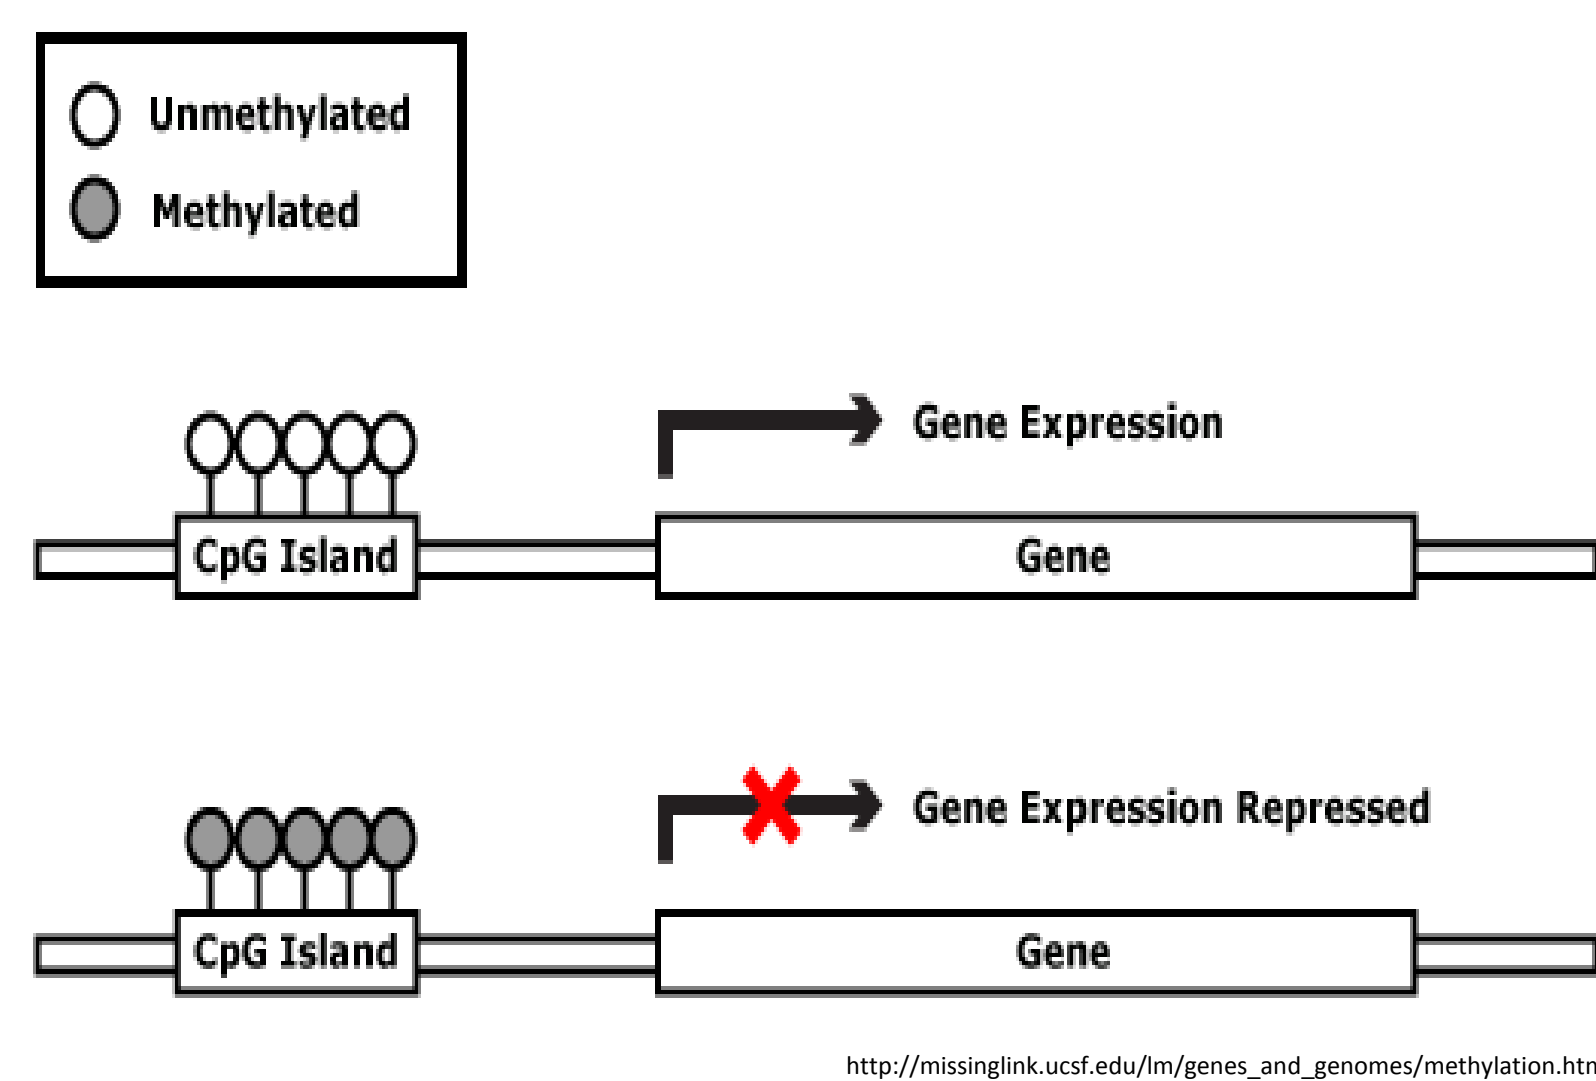 Unmethylated
Methylated
Gene Expression
CpG Island Gene
Gene Expression Repressed
CpG Island Gene
http://missinglink.ucsf.edu/lm/genes_and_genomes/methylation.htm